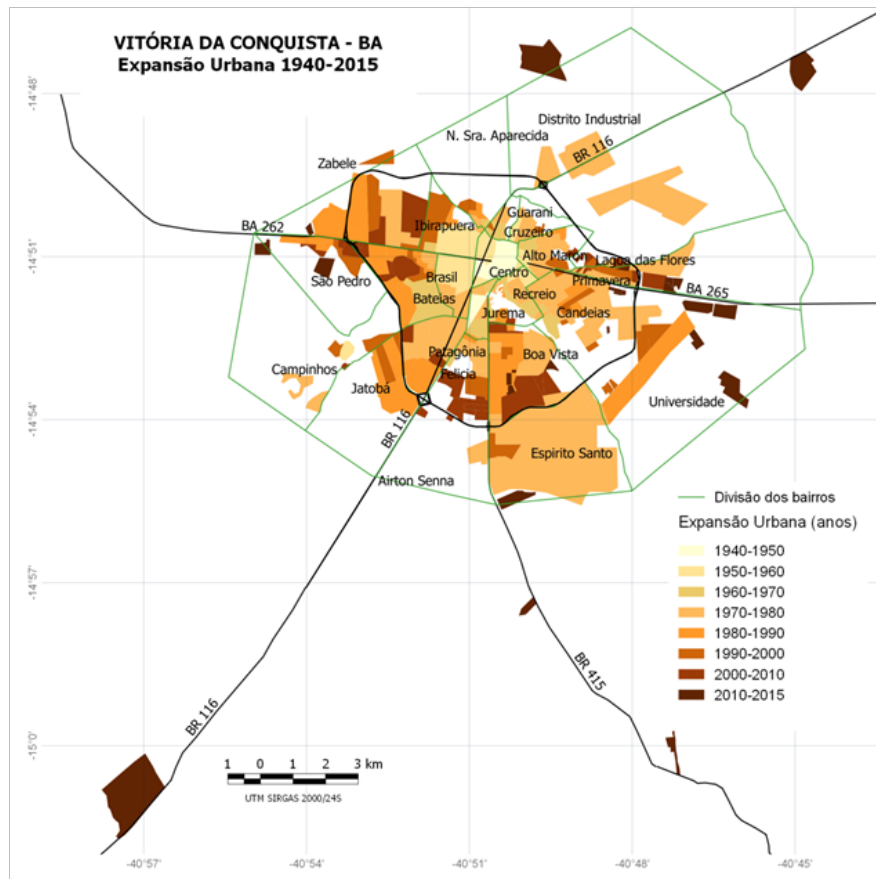 VITÓRIA DA CONQUISTA - BA
Expansão Urbana 1940-2015
-14°48'
-14°51'
-14°54'
-14°57'
-15°0'
Distrito Industrial
N. Sra. Aparecida
BR 116
Zabele
Guarani
Ibirapuera
Cruzeiro
BA 262
Alto Maron
Lagoa das Flores
Centro
São Pedro
Brasil
Primavera
BA 265
Bateias
Recreio
Jurema
Candeias
Patagônia
Boa Vista
Campinhos
Felicia
Jatobá
Universidade
BR 116
Espirito Santo
Airton Senna
Divisão dos bairros
Expansão Urbana (anos)
1940-1950
1950-1960
1960-1970
1970-1980
1980-1990
1990-2000
2000-2010
2010-2015
BR 415
BR 116
1 0 1 2 3 km
UTM SIRGAS 2000/24S
-40°57' -40°54' -40°51' -40°48' -40°45'